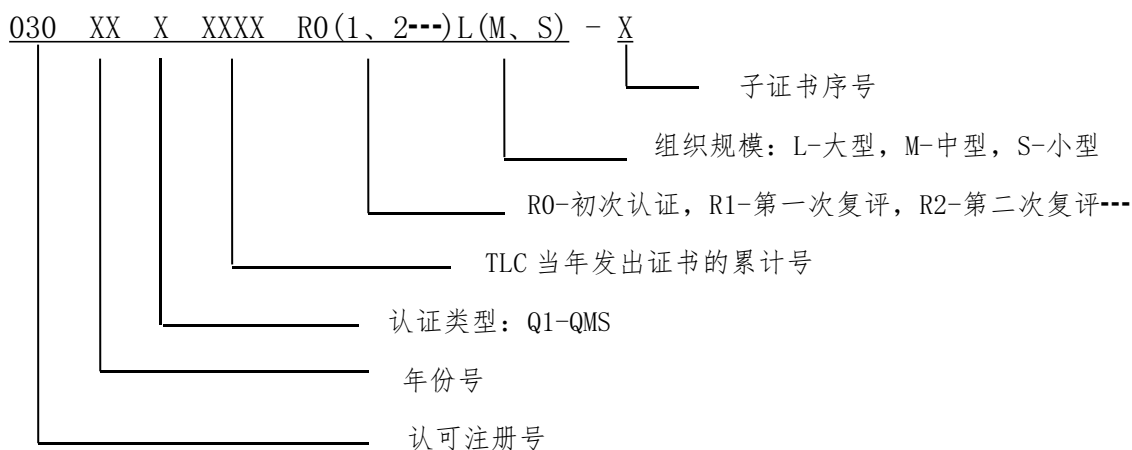 030 XX X XXXX R0(1、2---)L(M、S) - X
子证书序号
组织规模：L-大型，M-中型，S-小型
R0-初次认证，R1-第一次复评，R2-第二次复评---
TLC 当年发出证书的累计号
认证类型：Q1-QMS
年份号
认可注册号